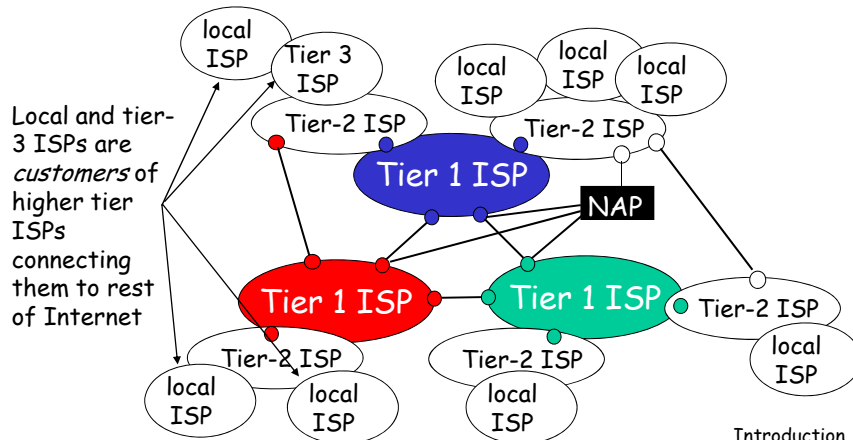 local
ISP
Tier 3
ISP
local
ISP
local
ISP
local
ISP
Local and tier-
3 ISPs are
customers of
higher tier
ISPs
connecting
them to rest
of Internet
Tier-2 ISP
Tier-2 ISP
Tier 1 ISP
NAP
Tier 1 ISP
Tier 1 ISP
Tier-2 ISP
Tier-2 ISP
Tier-2 ISP
local
ISP
local
ISP
local
ISP
local
ISP
Introduction